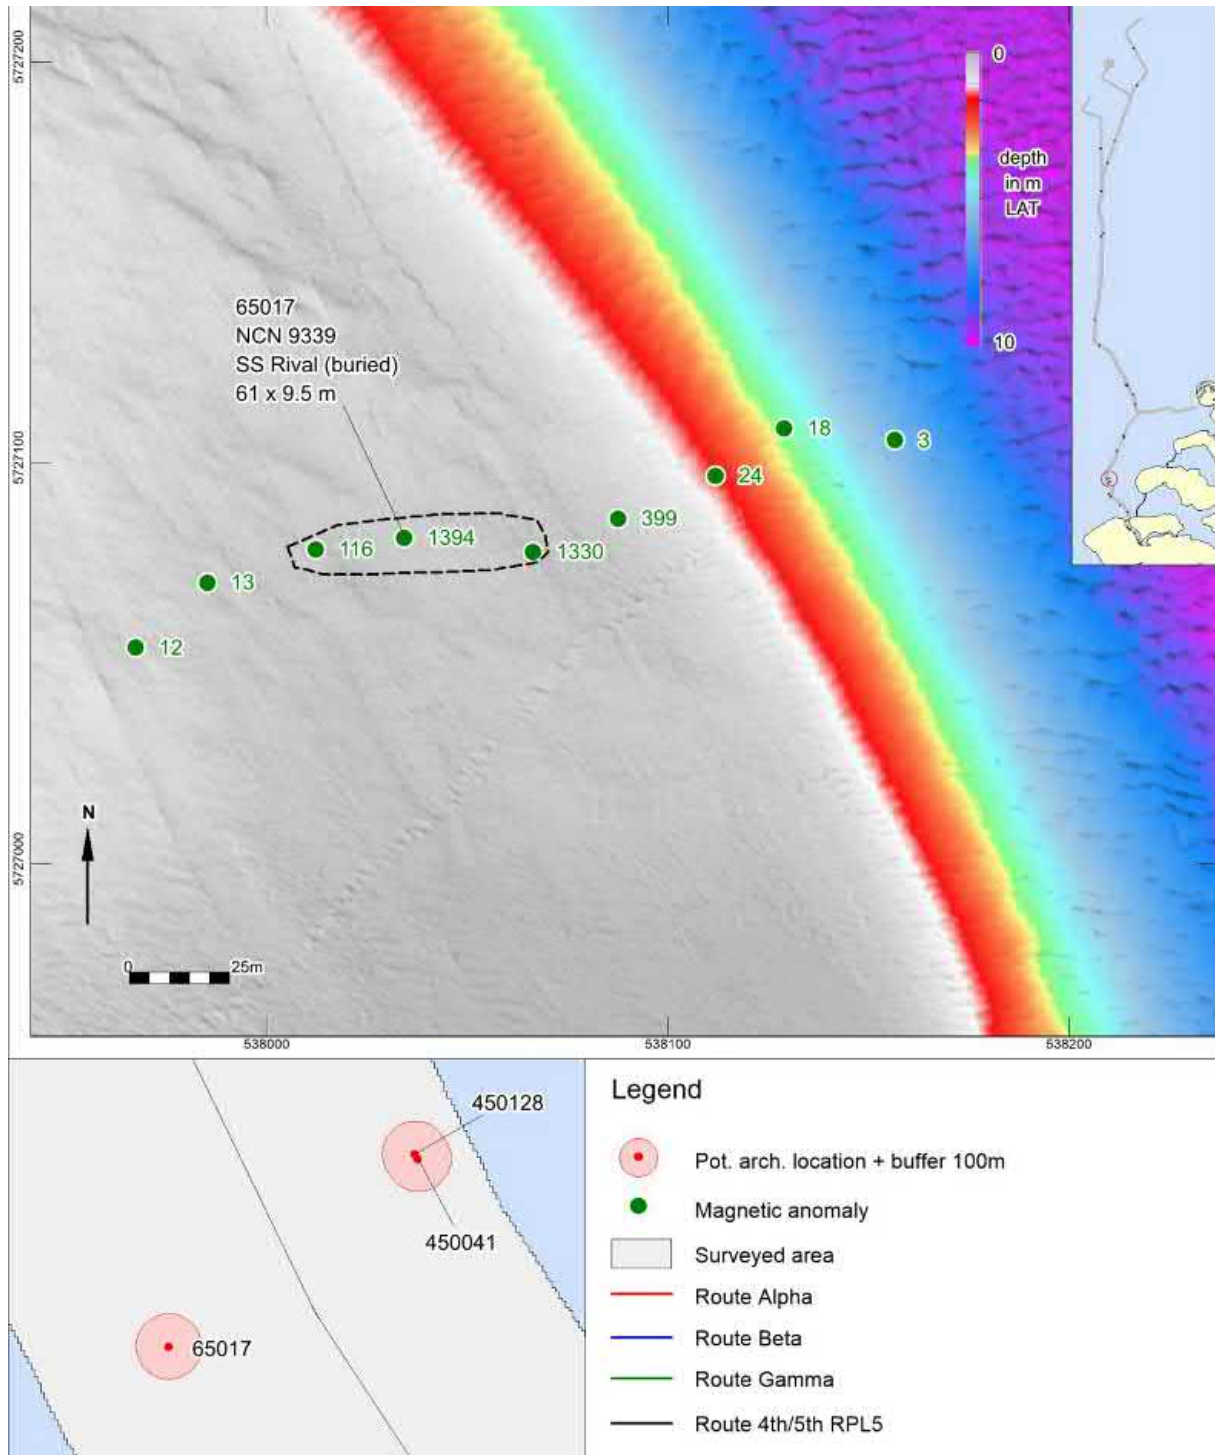 5727200
5727100
5727000
0
depth
in m
LAT
10
65017
NCN 9339
SS Rival (buried)
61 x 9.5 m
18
3
24
399
1394
116
1330
13
12
N
0
25m
538000
538100
538200
450128
450041
65017
Legend
Pot. arch. location + buffer 100m
Magnetic anomaly
Surveyed area
Route Alpha
Route Beta
Route Gamma
Route 4th/5th RPL5